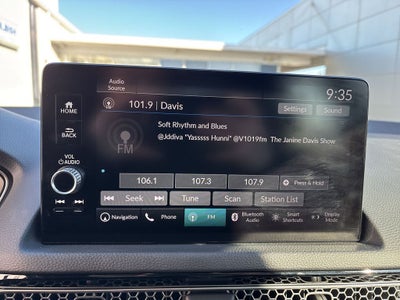 Audio
Source
9:35
101.9 | Davis
Settings
Sound
HOME
BACK
VOL
AUDIO
FM
Soft Rhythm and Blues
@Jddiva "Yasssss Hunni" @V1019fm The Janine Davis Show
106.1
107.3
107.9
Press & Hold
Seek
Tune
Scan
Station List
Navigation
Phone
FM
Bluetooth
Audio
Smart
Shortcuts
Display
Mode